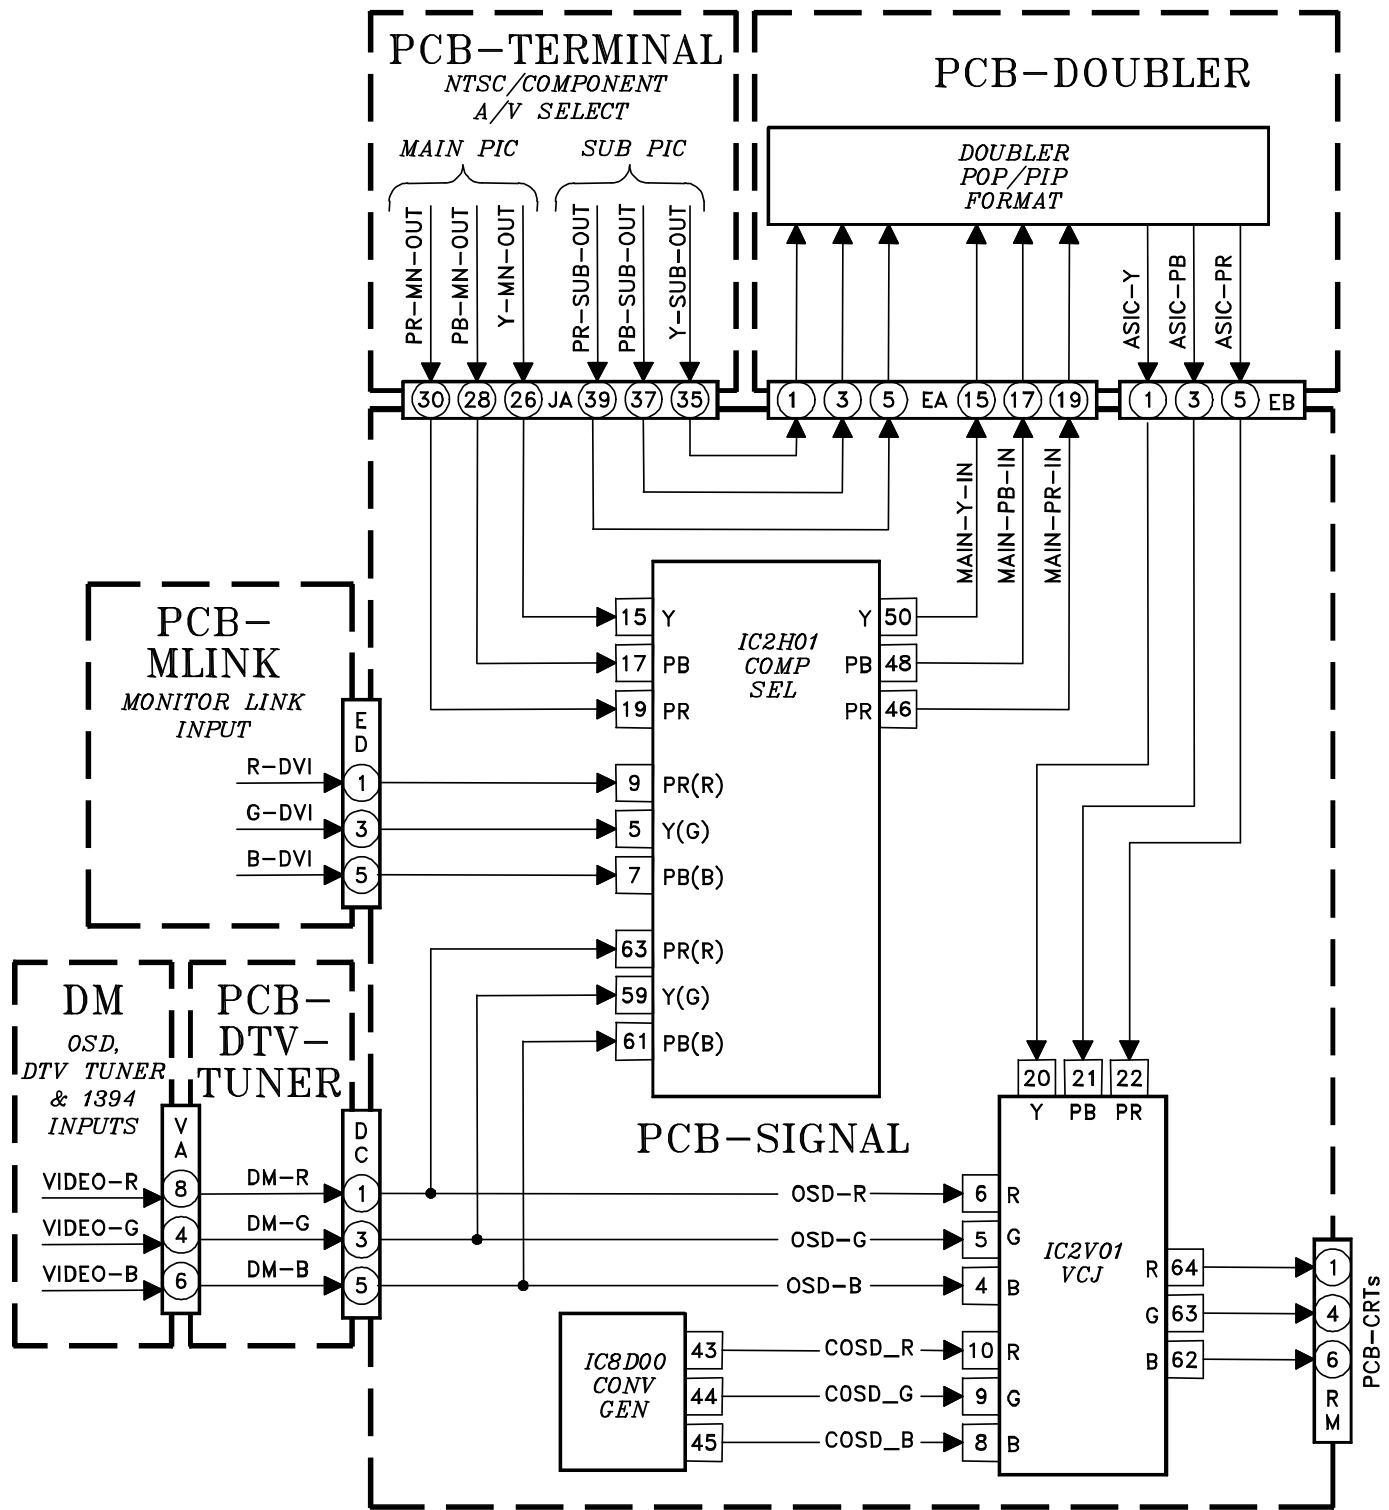 PCB-TERMINAL
NTSC/COMPONENT
A/V SELECT
MAIN PIC
SUB PIC
PR-MN-OUT
PB-MN-OUT
Y-MN-OUT
PR-SUB-OUT
PB-SUB-OUT
Y-SUB-OUT
30 28 26 JA 39 37 35
PCB-DOUBLER
DOUBLER
POP/PIP
FORMAT
ASIC-Y
ASIC-PB
ASIC-PR
1 3 5 EA 15 17 19
1 3 5 EB
MAIN-Y-IN
MAIN-PB-IN
MAIN-PR-IN
PCB-
MLINK
MONITOR LINK
INPUT
R-DVI
G-DVI
B-DVI
E
D
1
3
5
IC2H01
COMP
SEL
15 Y
17 PB
19 PR
9 PR(R)
5 Y(G)
7 PB(B)
63 PR(R)
59 Y(G)
61 PB(B)
Y 50
PB 48
PR 46
DM
OSD,
DTV TUNER
& 1394
INPUTS
VIDEO-R
VIDEO-G
VIDEO-B
V
A
8
4
6
PCB-
DTV-
TUNER
DM-R
DM-G
DM-B
D
C
1
3
5
PCB-SIGNAL
OSD-R
OSD-G
OSD-B
IC8D00
CONV
GEN
43
44
45
COSD_R
COSD_G
COSD_B
20 21 22
Y PB PR
6 R
5 G
4 B
10 R
9 G
8 B
IC2V01
VCJ
R 64
G 63
B 62
1
4
6
R
M
PCB-CRTs